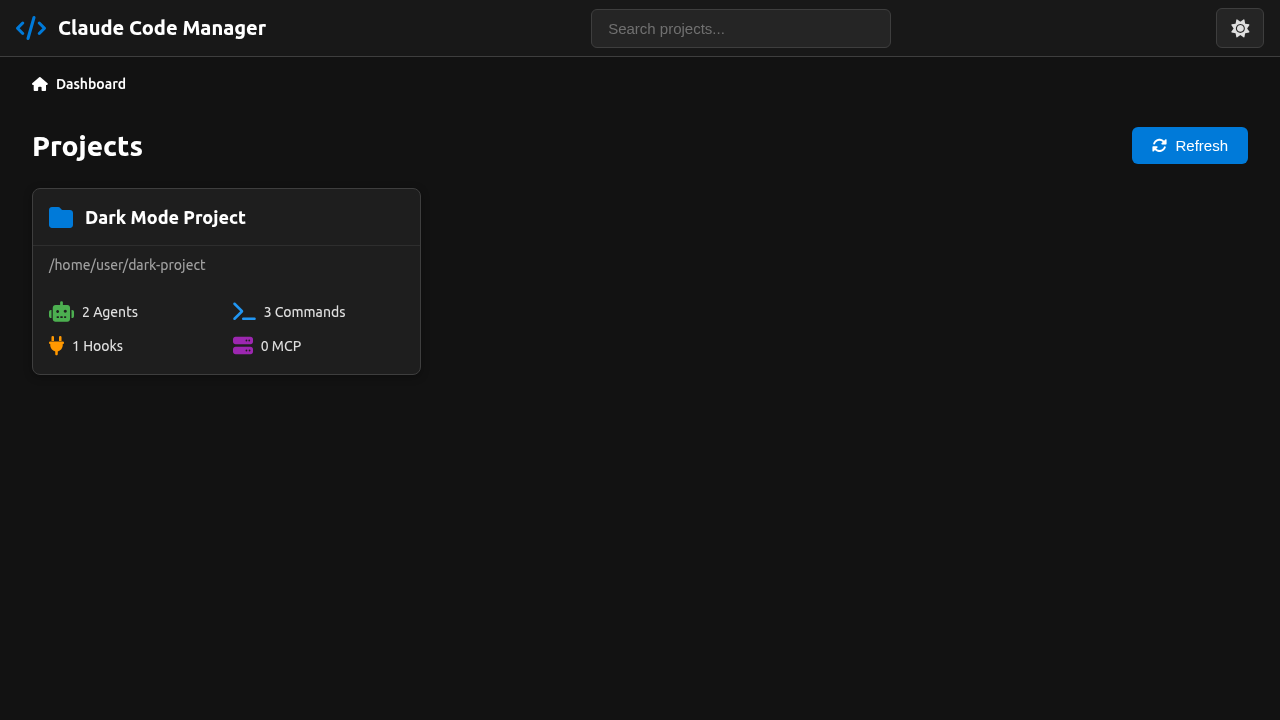 Claude Code Manager
Search projects...
Dashboard
Projects
Refresh
Dark Mode Project
/home/user/dark-project
2 Agents
3 Commands
1 Hooks
0 MCP